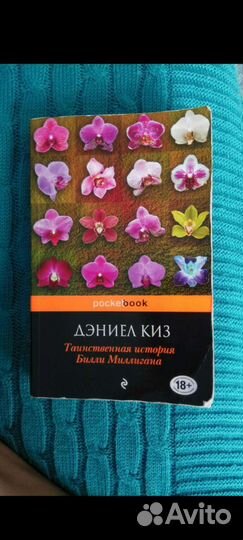 pocketbook
ДЭНИЕЛ КИЗ
Таинственная история
Билли Миллигана
18+
Avito